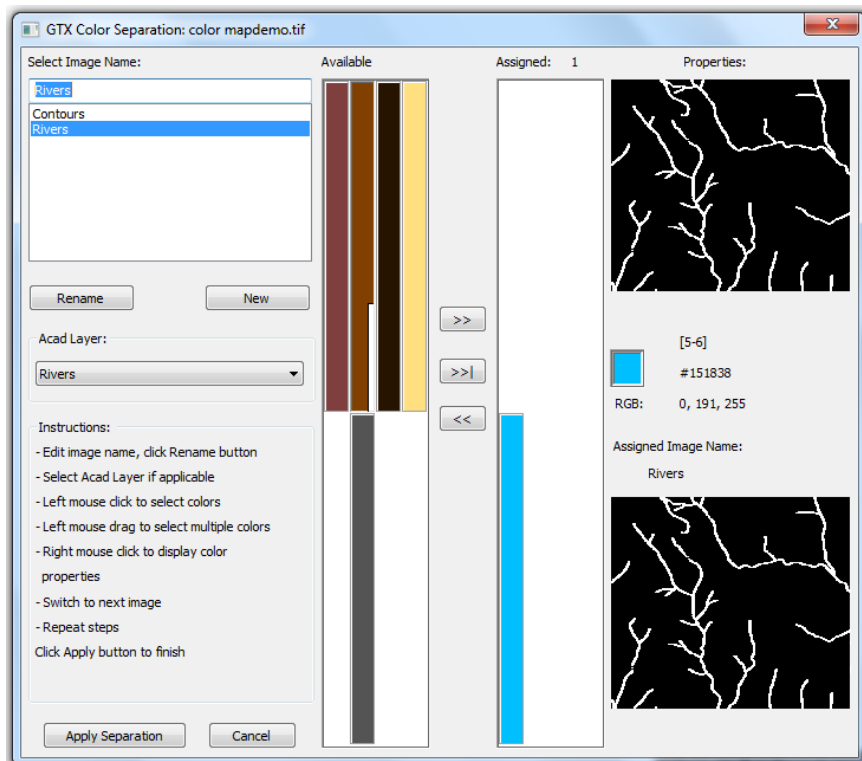 GTX Color Separation: color mapdemo.tif
Select Image Name:
Available
Assigned: 1
Properties:
Rivers
Contours
Rivers
Rename
New
Acad Layer:
Rivers
>>
>>|
<<
[5-6]
#151838
RGB: 0, 191, 255
Assigned Image Name:
Rivers
Instructions:
- Edit image name, click Rename button
- Select Acad Layer if applicable
- Left mouse click to select colors
- Left mouse drag to select multiple colors
- Right mouse click to display color
properties
- Switch to next image
- Repeat steps
Click Apply button to finish
Apply Separation
Cancel